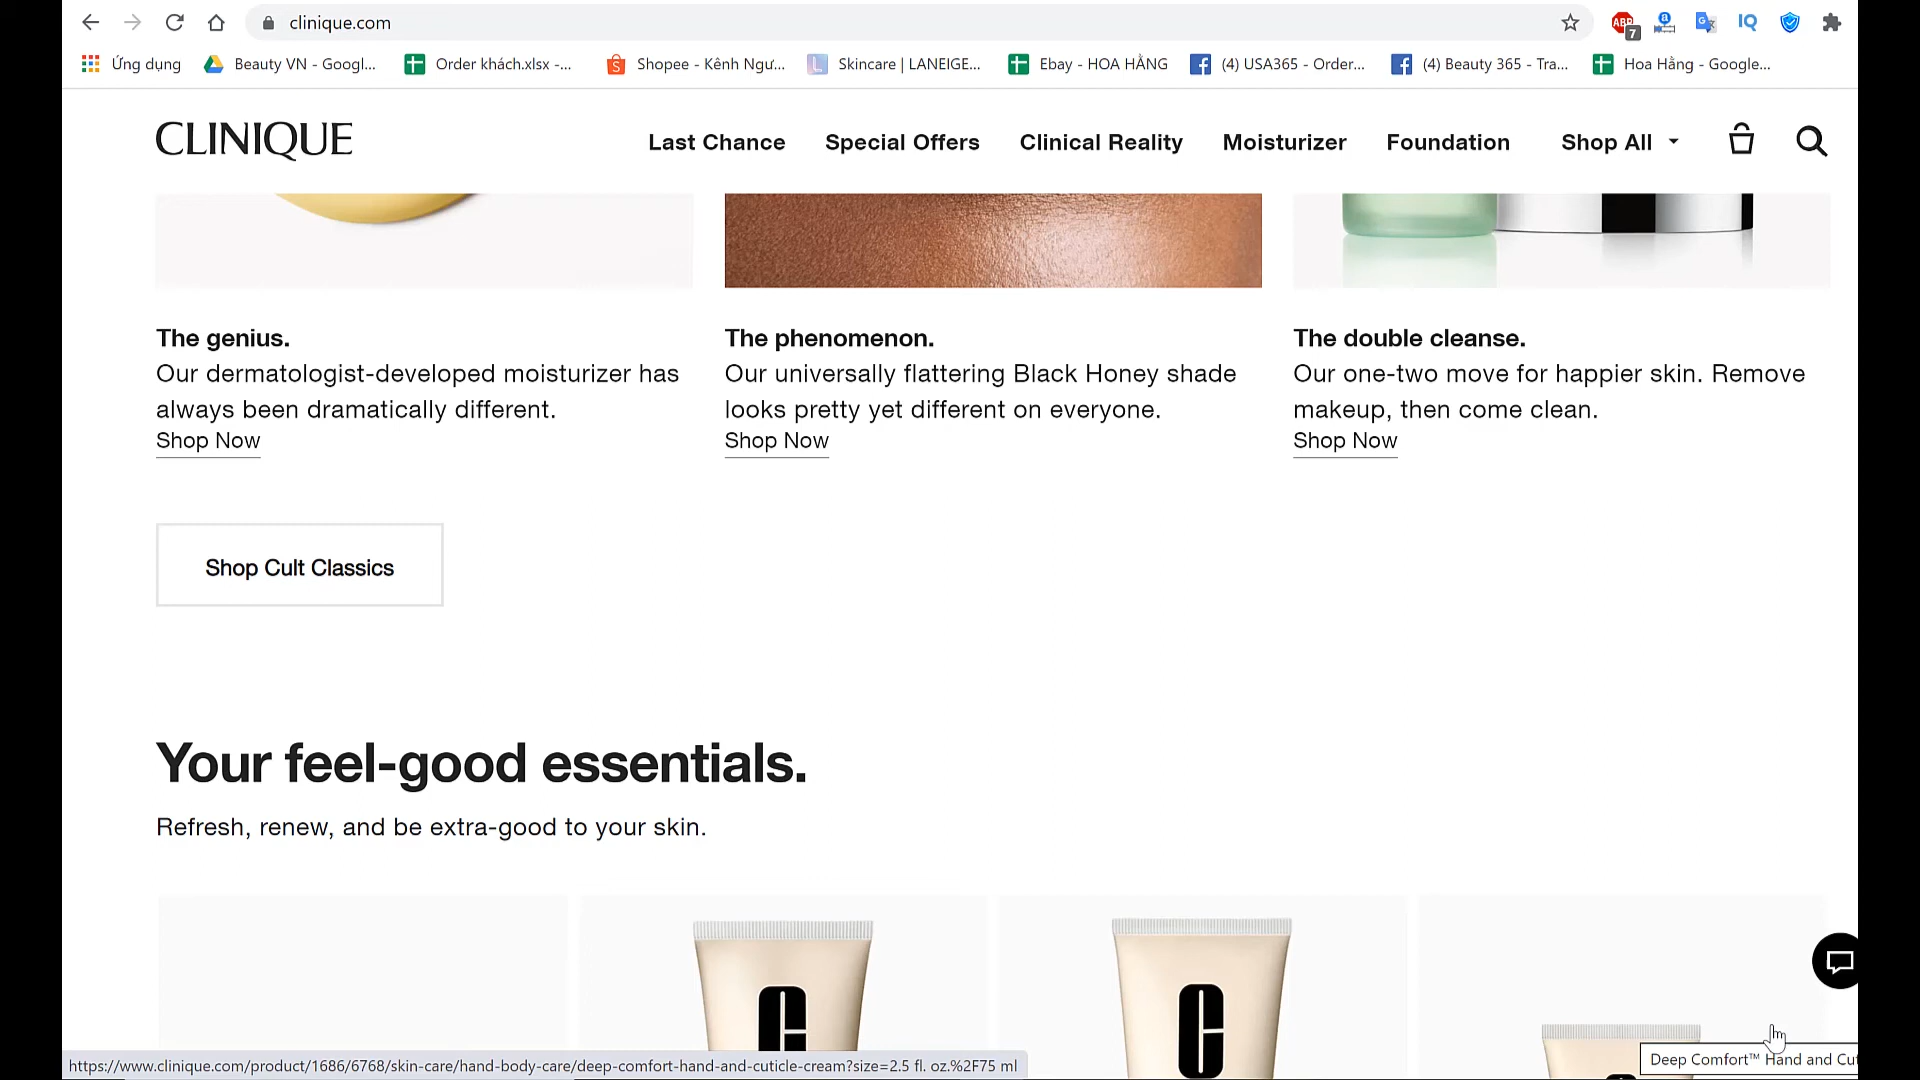 clinique.com
ABP
7
IQ
Ứng dụng
Beauty VN - Googl...
Order khách.xlsx -...
Shopee - Kênh Ngư...
Skincare | LANEIGE...
Ebay - HOA HẰNG
(4) USA365 - Order...
(4) Beauty 365 - Tra...
Hoa Hằng - Google...
CLINIQUE
Last Chance
Special Offers
Clinical Reality
Moisturizer
Foundation
Shop All
The genius.
Our dermatologist-developed moisturizer has
always been dramatically different.
Shop Now
The phenomenon.
Our universally flattering Black Honey shade
looks pretty yet different on everyone.
Shop Now
The double cleanse.
Our one-two move for happier skin. Remove
makeup, then come clean.
Shop Now
Shop Cult Classics
Your feel-good essentials.
Refresh, renew, and be extra-good to your skin.
C
C
https://www.clinique.com/product/1686/6768/skin-care/hand-body-care/deep-comfort-hand-and-cuticle-cream?size=2.5 fl. oz.%2F75 ml
Deep Comfort™ Hand and Cu